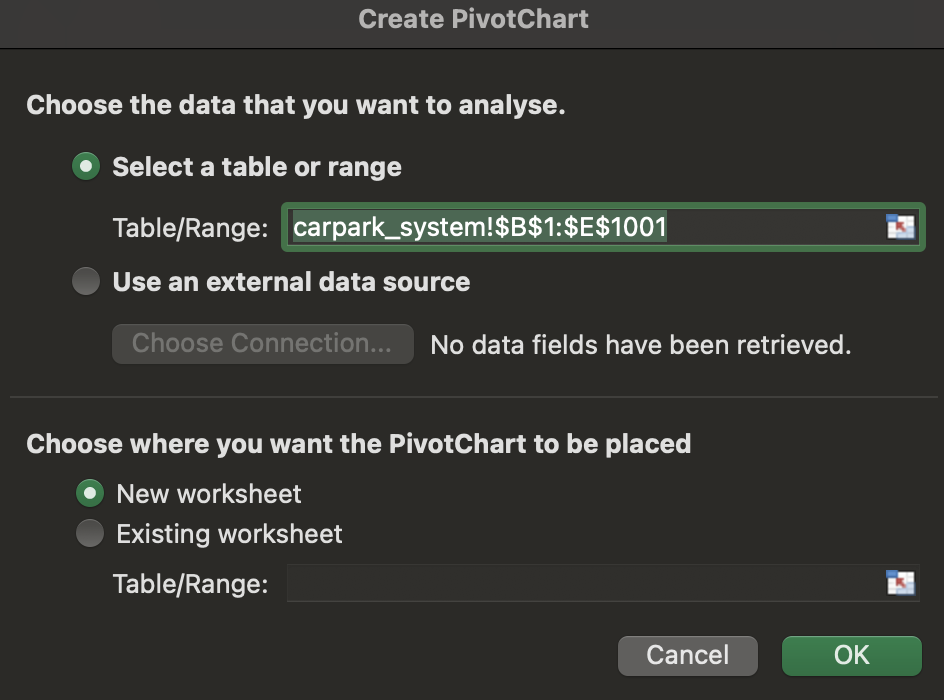 Create PivotChart
Choose the data that you want to analyse.
Select a table or range
Table/Range: carpark_system!$B$1:$E$1001
Use an external data source
Choose Connection... No data fields have been retrieved.
Choose where you want the PivotChart to be placed
New worksheet
Existing worksheet
Table/Range:
Cancel OK